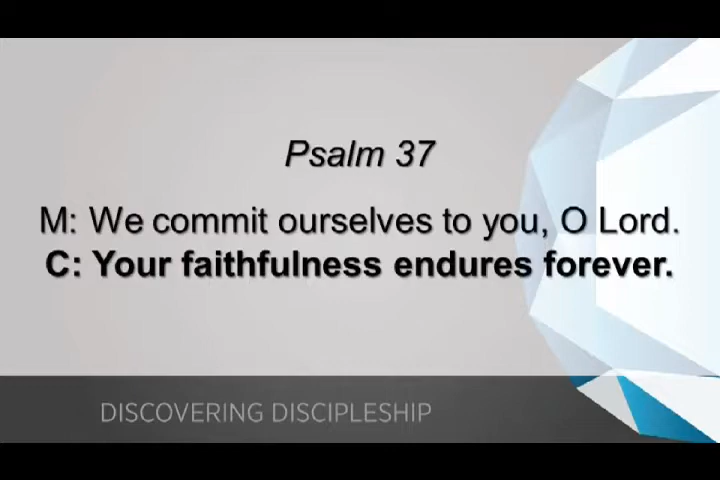 Psalm 37
M: We commit ourselves to you, O Lord.
C: Your faithfulness endures forever.
DISCOVERING DISCIPLESHIP